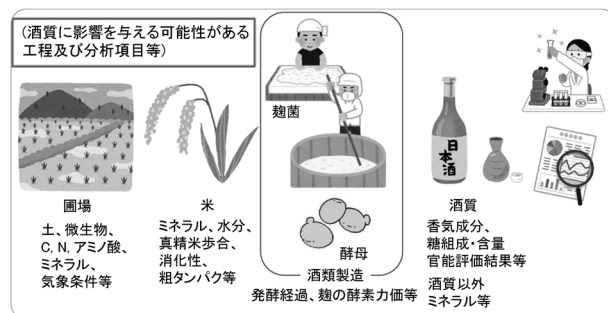 (酒質に影響を与える可能性がある
工程及び分析項目等)
圃場
土、微生物、
C, N, アミノ酸、
ミネラル、
気象条件等
米
ミネラル、水分、
真精米歩合、
消化性、
粗タンパク等
麹菌
酵母
酒類製造
発酵経過、麹の酵素力価等
日本酒
酒質
香気成分、
糖組成・含量
官能評価結果等
酒質以外
ミネラル等